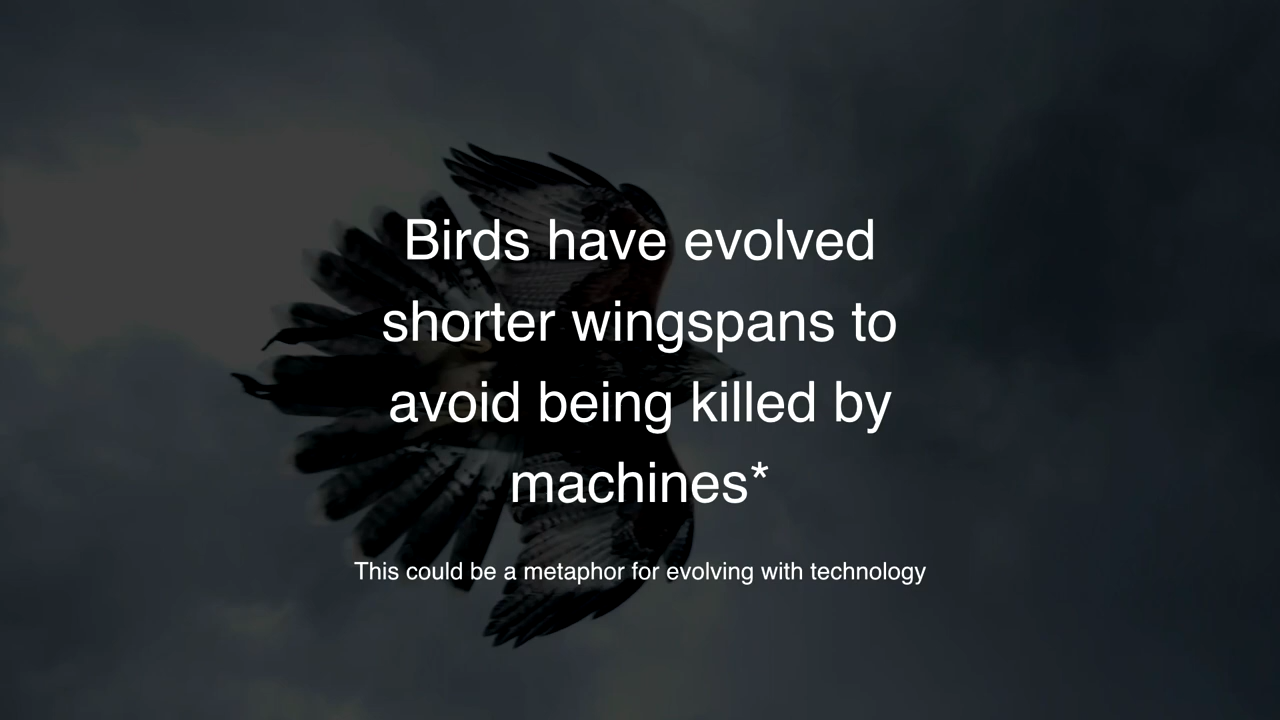 Birds have evolved
shorter wingspans to
avoid being killed by
machines*
This could be a metaphor for evolving with technology